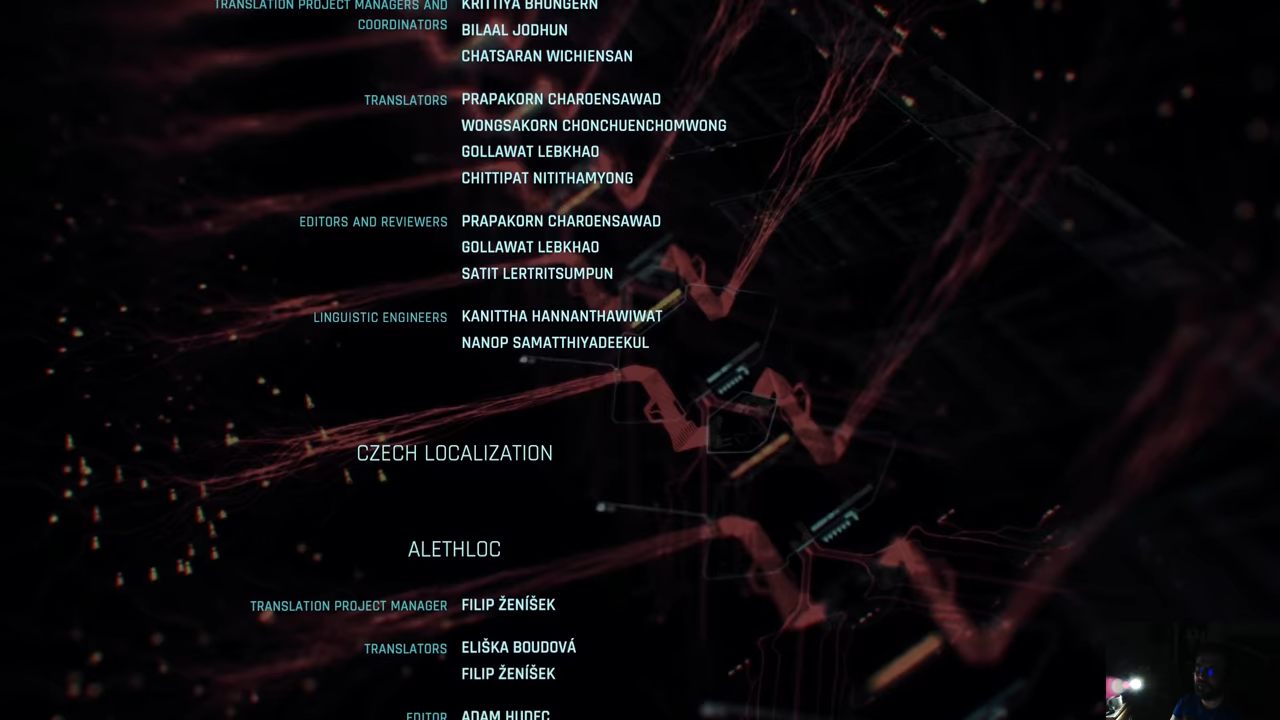 TRANSLATION PROJECT MANAGERS AND COORDINATORS KRITTIYA BHUNGERN
BILAAL JODHUN
CHATSARAN WICHIENSAN
TRANSLATORS PRAPAKORN CHAROENSAWAD
WONGSAKORN CHONCHUENCHOMWONG
GOLLAWAT LEBKHAO
CHITTIPAT NITITHAMYONG
EDITORS AND REVIEWERS PRAPAKORN CHAROENSAWAD
GOLLAWAT LEBKHAO
SATIT LERTRITSUMPUN
LINGUISTIC ENGINEERS KANITTHA HANNANTHAWIWAT
NANOP SAMATTHIYADEEKUL
CZECH LOCALIZATION
ALETHLOC
TRANSLATION PROJECT MANAGER FILIP ŽENÍŠEK
TRANSLATORS ELIŠKA BOUDOVÁ
FILIP ŽENÍŠEK
EDITOR ADAM HUDEC